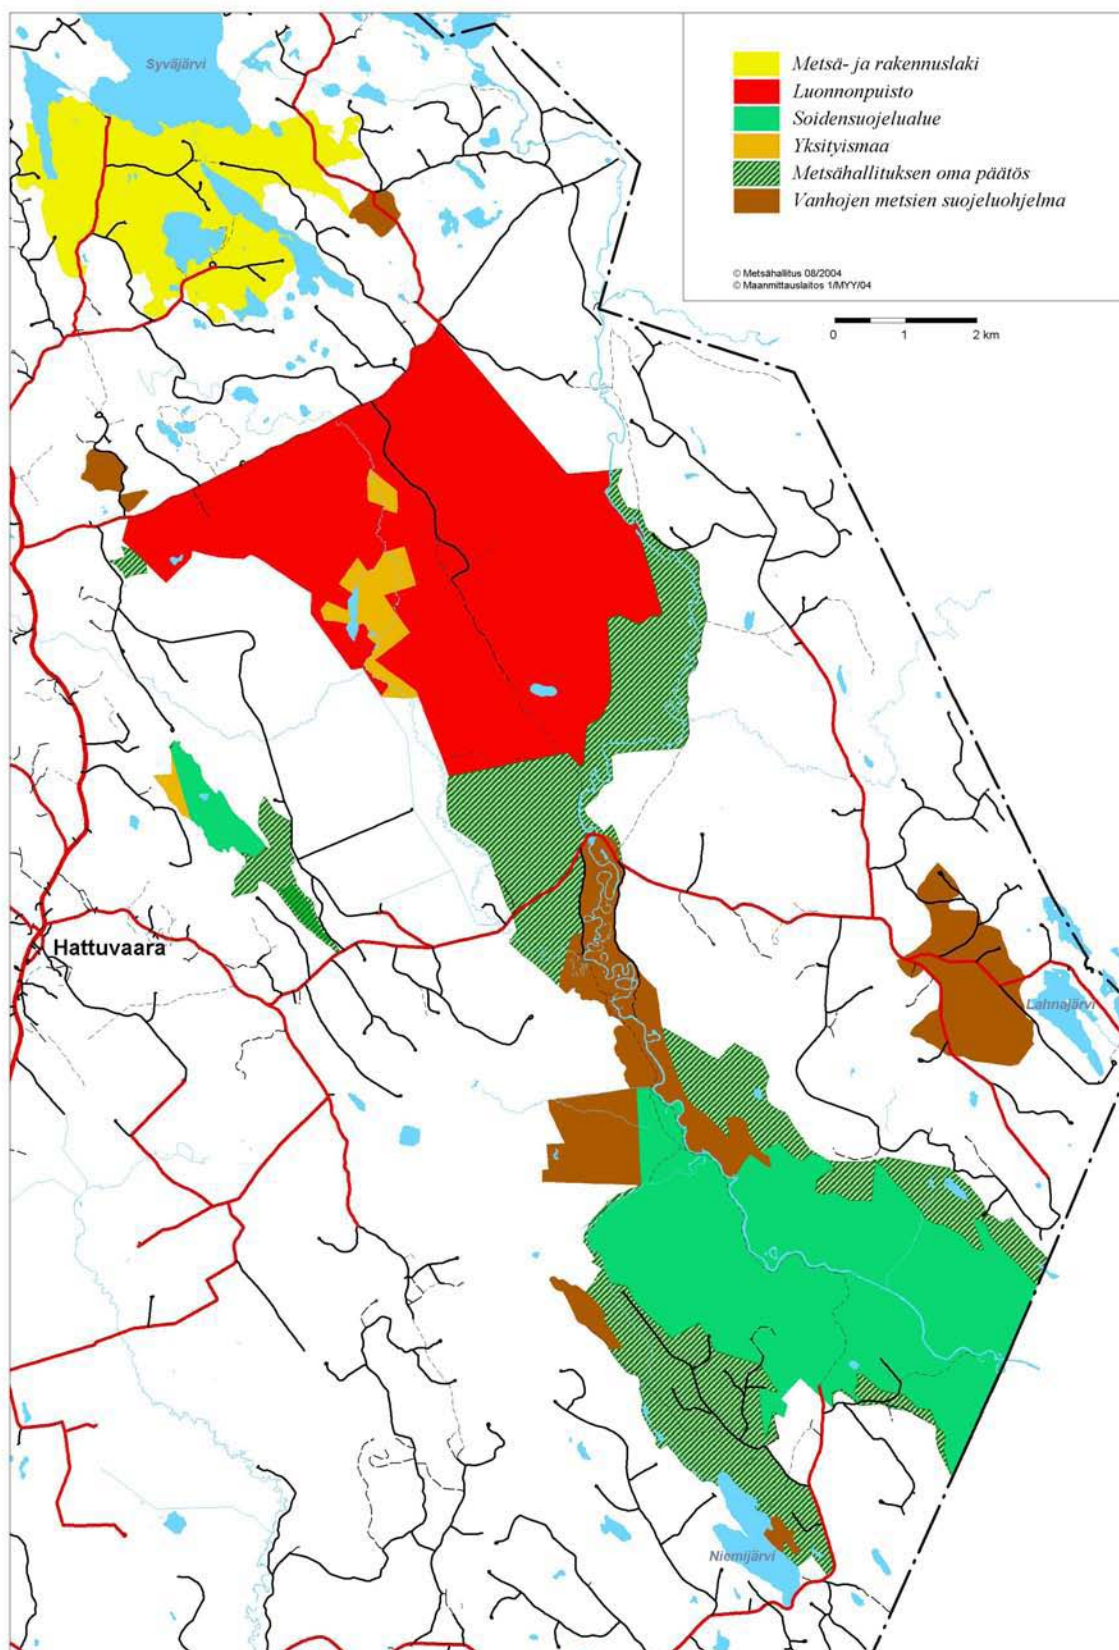 Syväjärvi
Metsä- ja rakennuslaki
Luonnonpuisto
Soidensuojelualue
Yksityismaa
Metsähallituksen oma päätös
Vanhojen metsien suojeluohjelma
© Metsähallitus 08/2004
© Maanmittauslaitos 1/MYY/04
0 1 2 km
Hattuvaara
Lahnajärvi
Niemijärvi